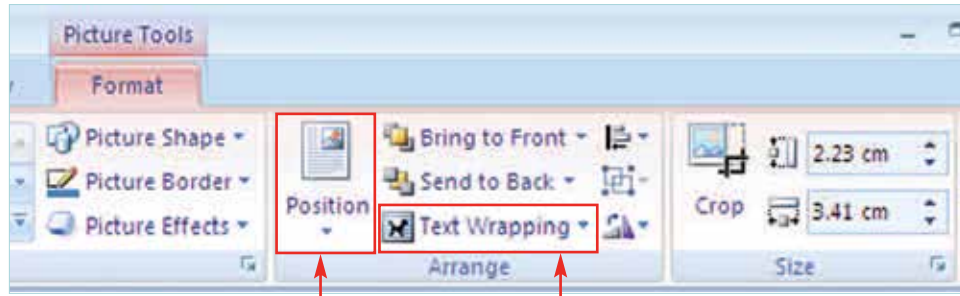 Picture Tools
Format
Picture Shape
Picture Border
Picture Effects
Position
Bring to Front
Send to Back
Text Wrapping
Arrange
Crop
2.23 cm
3.41 cm
Size